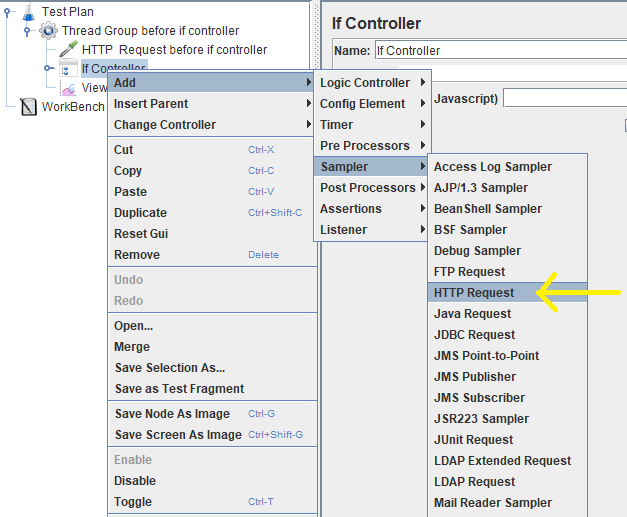 Test Plan
Thread Group before if controller
HTTP Request before if controller
If Controller
View
WorkBench
If Controller
Name: If Controller
Javascript)
Add
Insert Parent
Change Controller
Cut Ctrl-X
Copy Ctrl-C
Paste Ctrl-V
Duplicate Ctrl+Shift-C
Reset Gui
Remove Delete
Undo
Redo
Open...
Merge
Save Selection As...
Save as Test Fragment
Save Node As Image Ctrl-G
Save Screen As Image Ctrl+Shift-G
Enable
Disable
Toggle Ctrl-T
Logic Controller
Config Element
Timer
Pre Processors
Sampler
Post Processors
Assertions
Listener
Access Log Sampler
AJP/1.3 Sampler
BeanShell Sampler
BSF Sampler
Debug Sampler
FTP Request
HTTP Request
Java Request
JDBC Request
JMS Point-to-Point
JMS Publisher
JMS Subscriber
JSR223 Sampler
JUnit Request
LDAP Extended Request
LDAP Request
Mail Reader Sampler